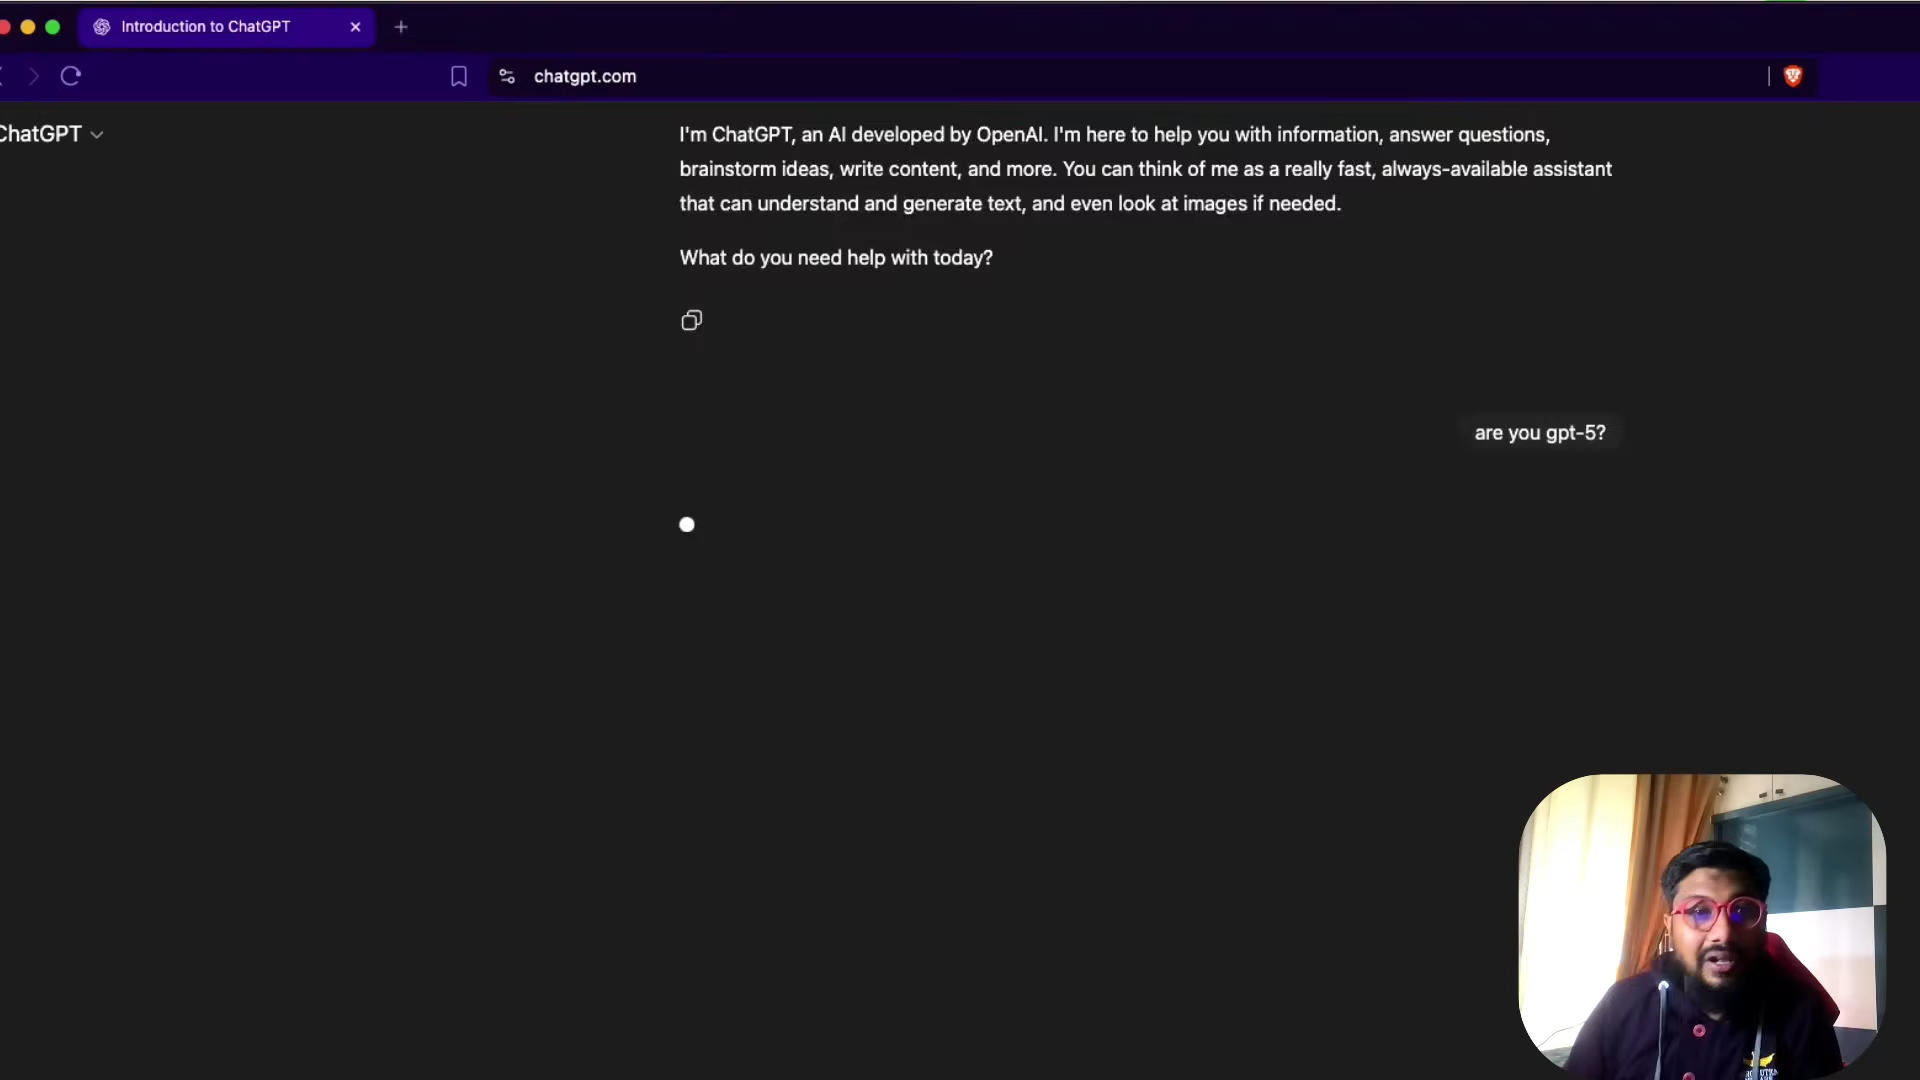 Introduction to ChatGPT
chatgpt.com
ChatGPT
I'm ChatGPT, an AI developed by OpenAI. I'm here to help you with information, answer questions,
brainstorm ideas, write content, and more. You can think of me as a really fast, always-available assistant
that can understand and generate text, and even look at images if needed.
What do you need help with today?
are you gpt-5?